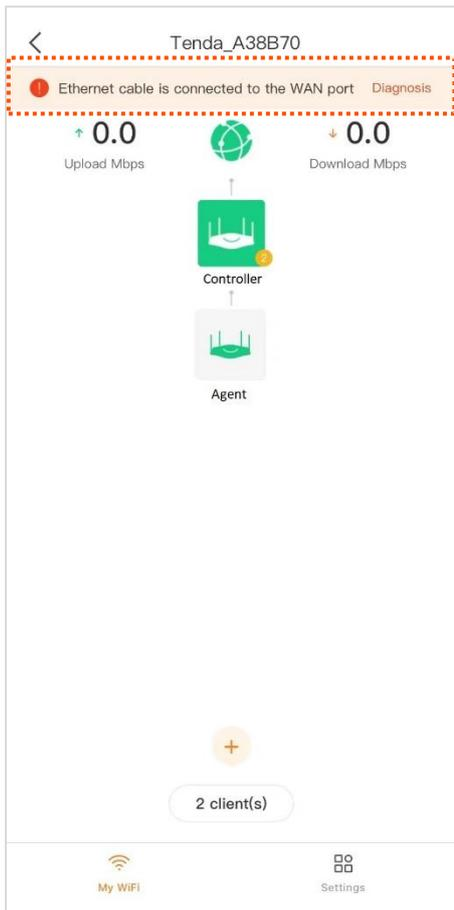 Tenda_A38B70
! Ethernet cable is connected to the WAN port Diagnosis
↑ 0.0 ↓ 0.0
Upload Mbps Download Mbps
2
Controller
Agent
+
2 client(s)
My WiFi Settings